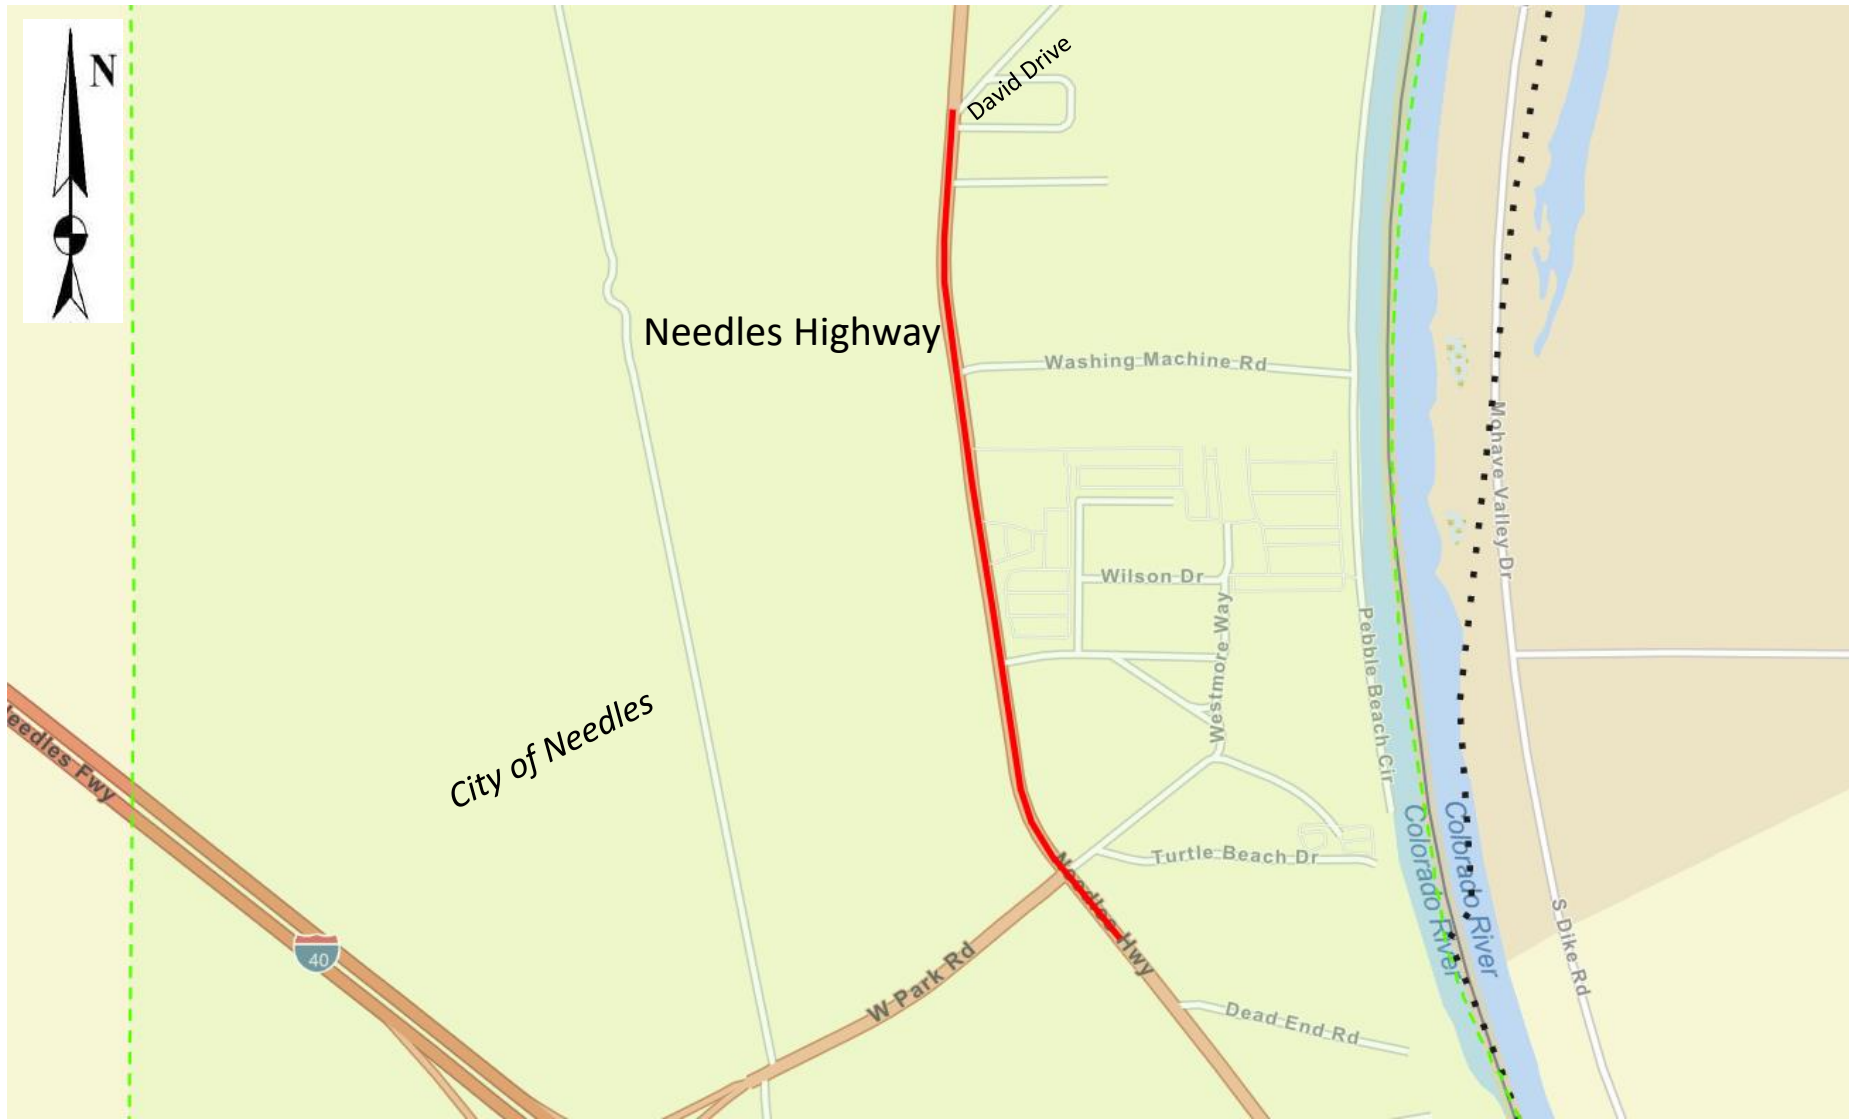 N
David Drive
Needles Highway
Washing Machine Rd
Mohave Valley Dr
Wilson Dr
Westmore Way
Pebble Beach Cir
City of Needles
eedles Fwy
Colorado River
Colorado River
Turtle Beach Dr
Needles Hwy
S Dike Rd
40
W Park Rd
Dead End Rd